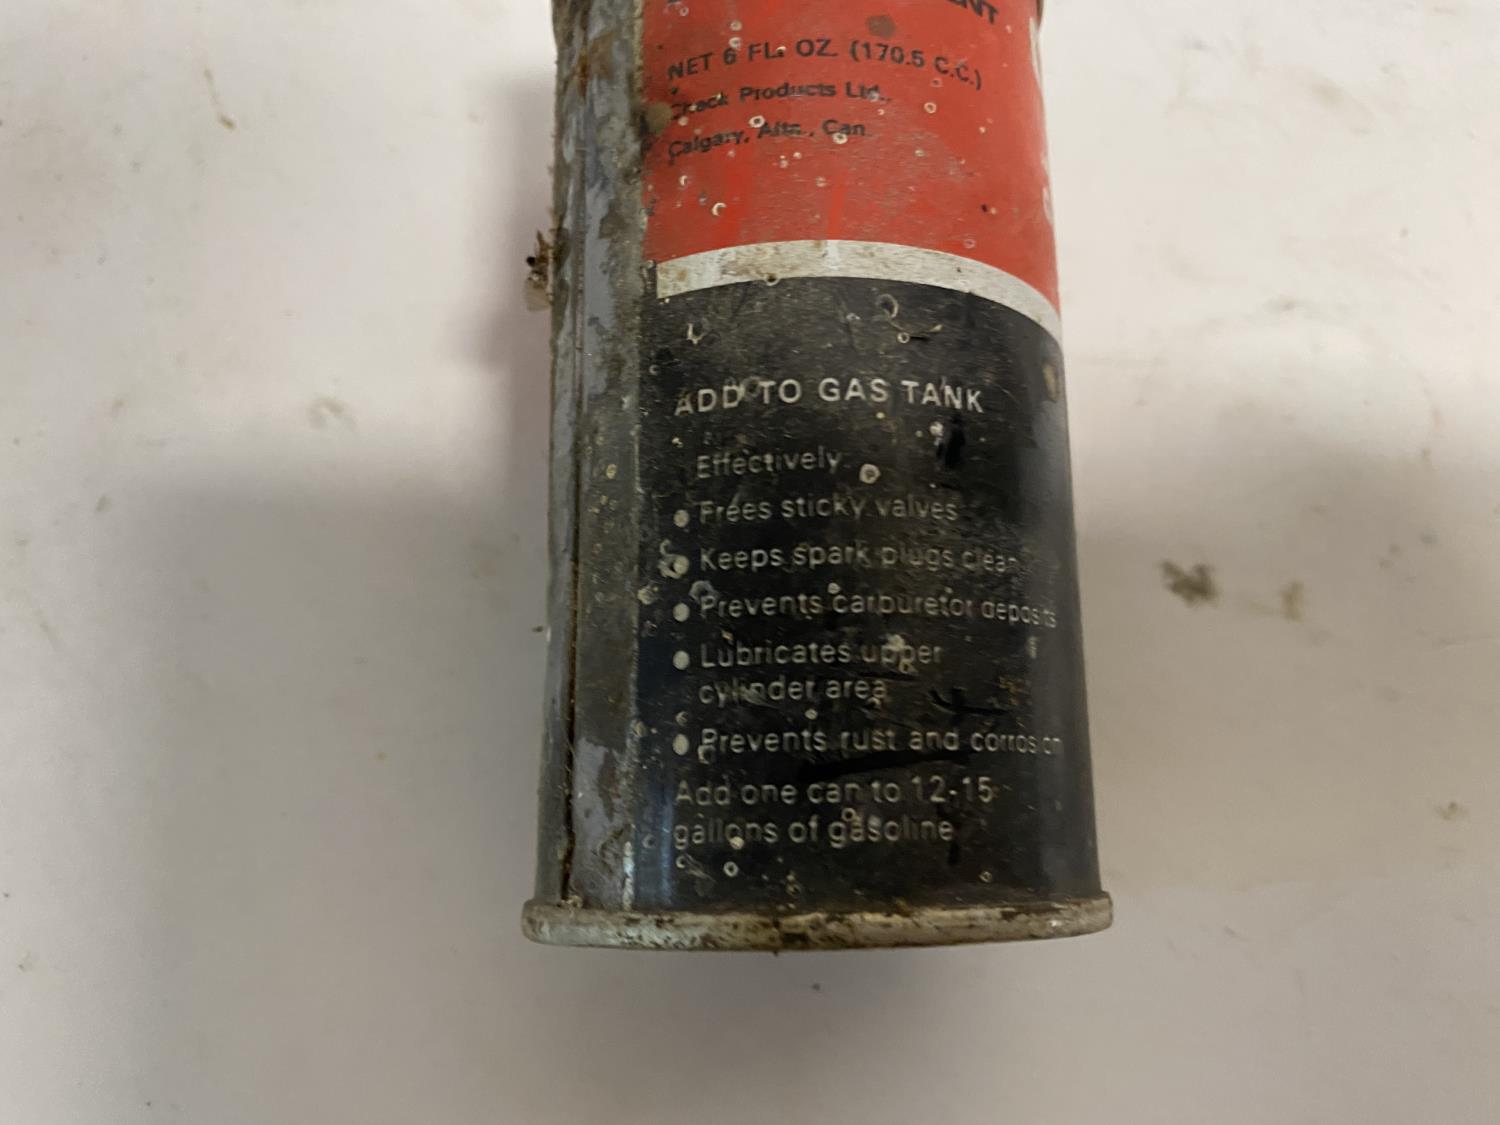 NET 6 FL. OZ. (170.5 C.C.)
Products Ltd.,
Calgary, Alta., Can.
ADD TO GAS TANK
Effectively
• Frees sticky valves
• Keeps spark plugs clean
• Prevents carburetor deposits
• Lubricates upper
cylinder area
• Prevents rust and corrosion
Add one can to 12-15
gallons of gasoline